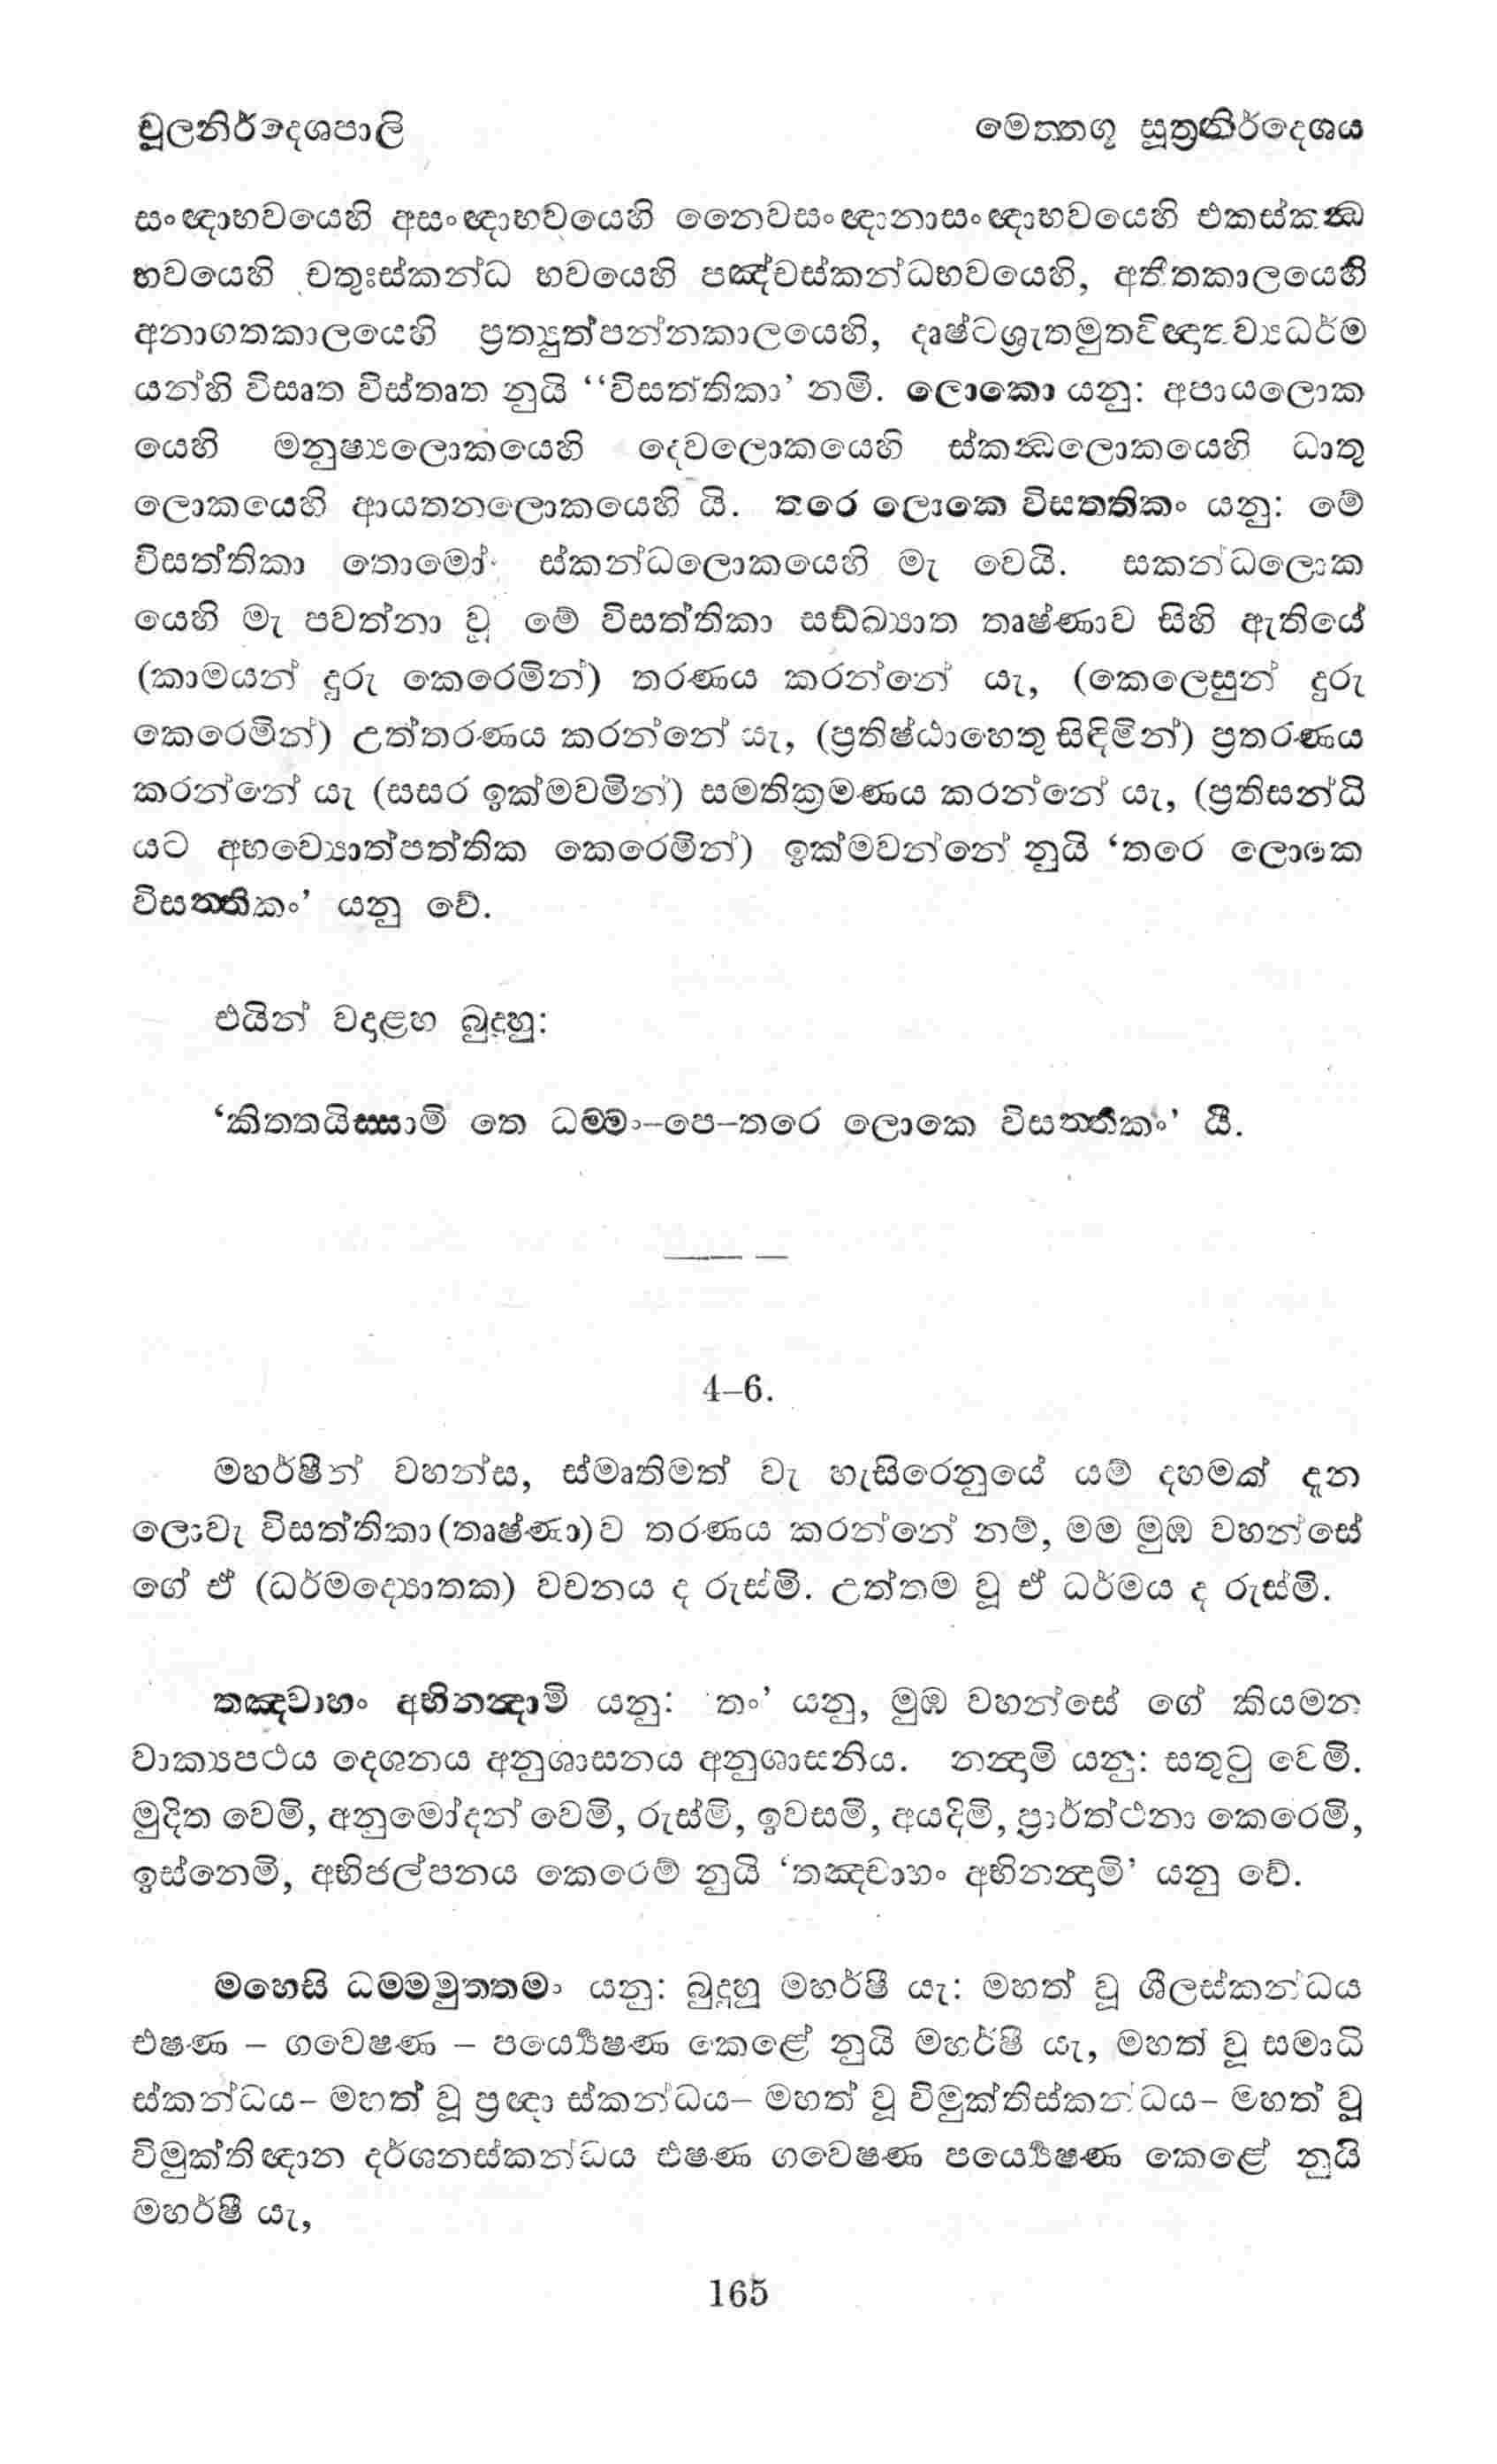 චූලනිර්දෙශපාලි මෙත්තගූ සූත්‍රනිර්දෙශය
සංඥාභවයෙහි අසංඥාභවයෙහි නෛවසංඥානාසංඥාභවයෙහි එකස්කන්‍ධ
භවයෙහි චතුඃස්කන්ධ භවයෙහි පඤ්චස්කන්ධභවයෙහි, අතීතකාලයෙහි
අනාගතකාලයෙහි ප්‍රත්‍යුත්පන්නකාලයෙහි, දෘෂ්ටශ්‍රැතමුතවිඥාතව්‍යධර්ම
යන්හි විසෘත විස්තෘත නුයි “විසත්තිකා’ නමි. ලොකො යනු: අපායලොක
යෙහි මනුෂ්‍යලොකයෙහි දෙවලොකයෙහි ස්කන්‍ධලොකයෙහි ධාතු
ලොකයෙහි ආයතනලොකයෙහි යි. තරෙ ලොකෙ විසත්තිකං යනු: මේ
විසත්තිකා තොමෝ ස්කන්ධලොකයෙහි මැ වෙයි. සකන්ධලොක
යෙහි මැ පවත්නා වූ මේ විසත්තිකා සඞ්ඛ්‍යාත තෘෂ්ණාව සිහි ඇතියේ
(කාමයන් දුරු කෙරෙමින්) තරණය කරන්නේ යැ, (කෙලෙසුන් දුරු
කෙරෙමින්) උත්තරණය කරන්නේ යැ, (ප්‍රතිෂ්ඨාහෙතු සිඳිමින්) ප්‍රතරණය
කරන්නේ යැ (සසර ඉක්මවමින්) සමතික්‍රමණය කරන්නේ යැ, (ප්‍රතිසන්ධි
යට අභව්‍යොත්පත්තික කෙරෙමින්) ඉක්මවන්නේ නුයි ‘තරෙ ලොකෙ
විසත්තිකං’ යනු වේ.
එයින් වදාළහ බුදුහු:
‘කිත්තයිස්සාමි තෙ ධම්මං–පෙ–තරෙ ලොකෙ විසත්තිකං’ යි.
4–6.
මහර්ෂීන් වහන්ස, ස්මෘතිමත් වැ හැසිරෙනුයේ යම් දහමක් දැන
ලොවැ විසත්තිකා(තෘෂ්ණා)ව තරණය කරන්නේ නම්, මම මුඹ වහන්සේ
ගේ ඒ (ධර්මද්‍යොතක) වචනය ද රුස්මි. උත්තම වූ ඒ ධර්මය ද රුස්මි.
තඤ්චාහං අභිනන්‍දාමි යනු: ‘තං’ යනු, මුඹ වහන්සේ ගේ කියමන
වාක්‍යපථය දෙශනය අනුශාසනය අනුශාසනිය. නන්‍දාමි යනු: සතුටු වෙමි.
මුදිත වෙමි, අනුමෝදන් වෙමි, රුස්මි, ඉවසමි, අයදිමි, ප්‍රාර්ත්ථනා කෙරෙමි,
ඉස්නෙමි, අභිජල්පනය කෙරෙමි නුයි ‘තඤ්චාහං අභිනන්‍දාමි’ යනු වේ.
මහෙසි ධම්මමුත්තමං යනු: බුදුහු මහර්ෂී යැ: මහත් වූ ශීලස්කන්ධය
එෂණ – ගවෙෂණ – පර්‍ය්‍යෙෂණ කෙළේ නුයි මහර්ෂී යැ, මහත් වූ සමාධි
ස්කන්ධය– මහත් වූ ප්‍රඥා ස්කන්ධය– මහත් වූ විමුක්තිස්කන්ධය– මහත් වූ
විමුක්තිඥාන දර්ශනස්කන්ධය එෂණ ගවෙෂණ පර්‍ය්‍යෙෂණ කෙළේ නුයි
මහර්ෂී යැ,
165